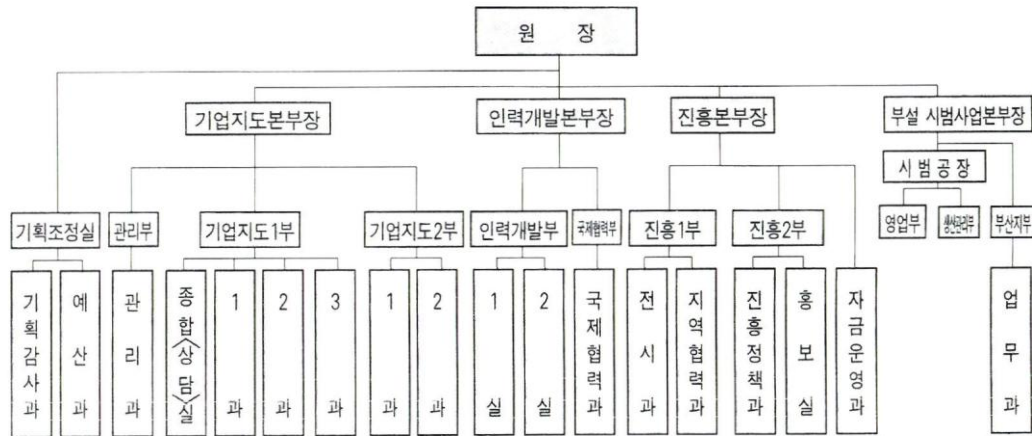 원 장
기업지도본부장 인력개발본부장 진흥본부장 부설 시범사업본부장
시범공장
기획조정실 관리부 기업지도1부 기업지도2부 인력개발부 국제협력부 진흥1부 진흥2부 영업부 생산관리부 부산지부
기획감사과
예산과
관리과
종합〈상담〉실
1과
2과
3과
1과
2과
1실
2실
국제협력과
전시과
지역협력과
진흥정책과
홍보실
자금운영과
업무과